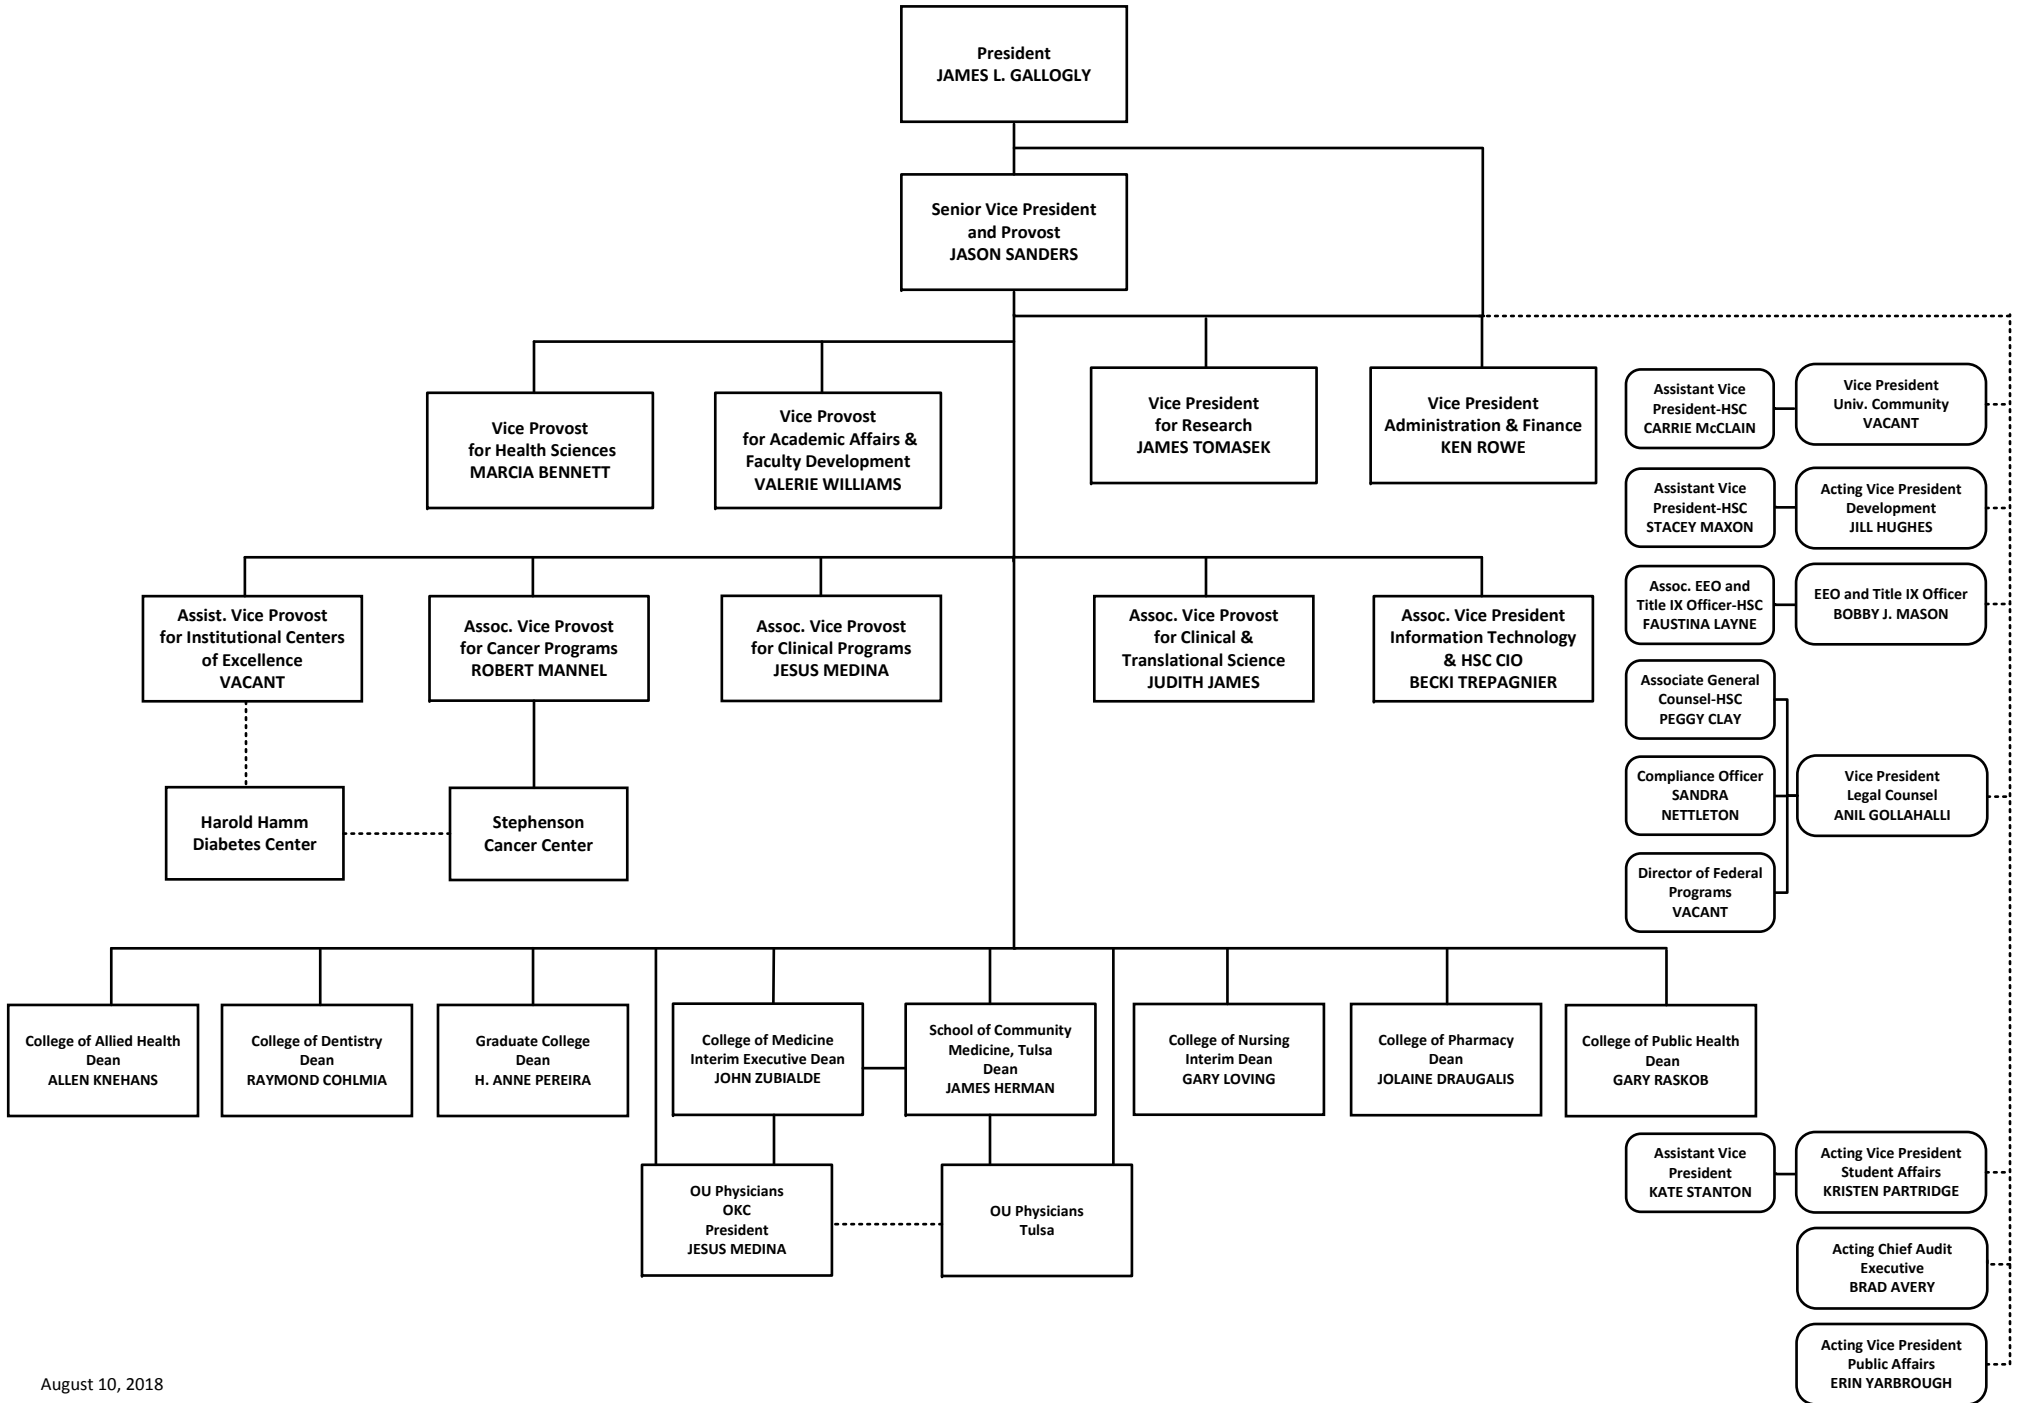 President
JAMES L. GALLOGLY
Senior Vice President
and Provost
JASON SANDERS
Vice Provost
for Health Sciences
MARCIA BENNETT
Vice Provost
for Academic Affairs &
Faculty Development
VALERIE WILLIAMS
Vice President
for Research
JAMES TOMASEK
Vice President
Administration & Finance
KEN ROWE
Assistant Vice
President-HSC
CARRIE McCLAIN
Vice President
Univ. Community
VACANT
Assistant Vice
President-HSC
STACEY MAXON
Acting Vice President
Development
JILL HUGHES
Assoc. EEO and
Title IX Officer-HSC
FAUSTINA LAYNE
EEO and Title IX Officer
BOBBY J. MASON
Assist. Vice Provost
for Institutional Centers
of Excellence
VACANT
Assoc. Vice Provost
for Cancer Programs
ROBERT MANNEL
Assoc. Vice Provost
for Clinical Programs
JESUS MEDINA
Assoc. Vice Provost
for Clinical &
Translational Science
JUDITH JAMES
Assoc. Vice President
Information Technology
& HSC CIO
BECKI TREPAGNIER
Associate General
Counsel-HSC
PEGGY CLAY
Compliance Officer
SANDRA
NETTLETON
Vice President
Legal Counsel
ANIL GOLLAHALLI
Director of Federal
Programs
VACANT
Harold Hamm
Diabetes Center
Stephenson
Cancer Center
College of Allied Health
Dean
ALLEN KNEHANS
College of Dentistry
Dean
RAYMOND COHLMIA
Graduate College
Dean
H. ANNE PEREIRA
College of Medicine
Interim Executive Dean
JOHN ZUBIALDE
School of Community
Medicine, Tulsa
Dean
JAMES HERMAN
College of Nursing
Interim Dean
GARY LOVING
College of Pharmacy
Dean
JOLAINE DRAUGALIS
College of Public Health
Dean
GARY RASKOB
OU Physicians
OKC
President
JESUS MEDINA
OU Physicians
Tulsa
Assistant Vice
President
KATE STANTON
Acting Vice President
Student Affairs
KRISTEN PARTRIDGE
Acting Chief Audit
Executive
BRAD AVERY
Acting Vice President
Public Affairs
ERIN YARBROUGH
August 10, 2018